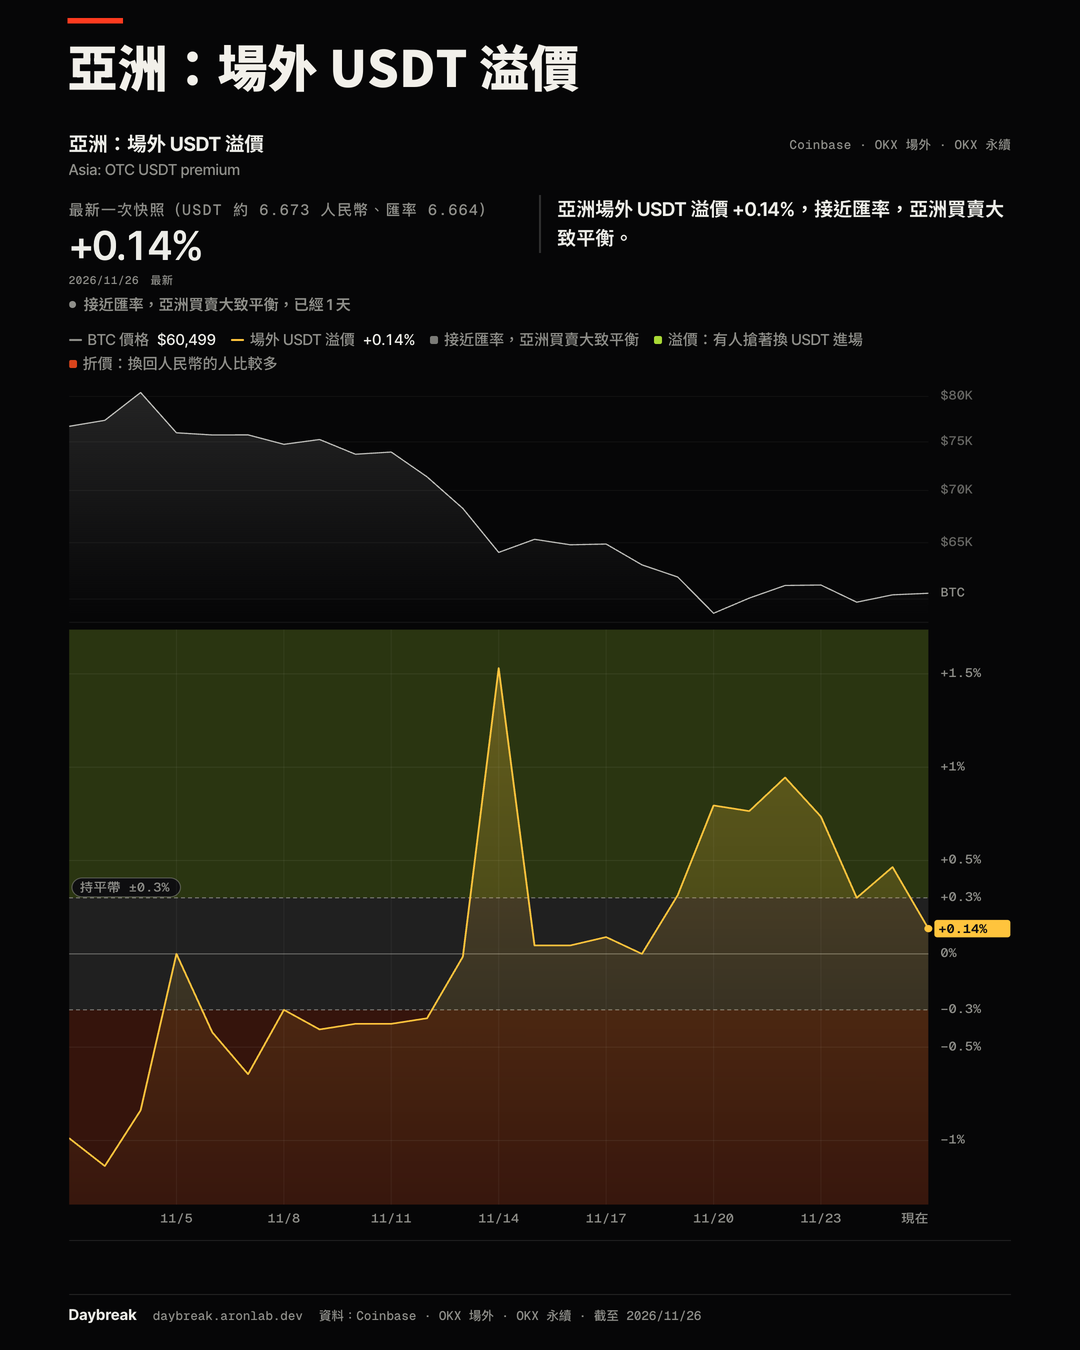 亞洲：場外 USDT 溢價
亞洲：場外 USDT 溢價
Coinbase · OKX 場外 · OKX 永續
Asia: OTC USDT premium
最新一次快照 (USDT 約 6.673 人民幣、匯率 6.664)
+0.14%
2026/11/26 最新
接近匯率，亞洲買賣大致平衡，已經 1 天
亞洲場外 USDT 溢價 +0.14%，接近匯率，亞洲買賣大
致平衡。
BTC 價格 $60,499 場外 USDT 溢價 +0.14% 接近匯率，亞洲買賣大致平衡 溢價：有人搶著換 USDT 進場
折價：換回人民幣的人比較多
$80K
$75K
$70K
$65K
BTC
+1.5%
+1%
+0.5%
持平帶 ±0.3%
+0.3%
+0.14%
0%
-0.3%
-0.5%
-1%
11/5 11/8 11/11 11/14 11/17 11/20 11/23 現在
Daybreak daybreak.aronlab.dev 資料：Coinbase · OKX 場外 · OKX 永續 · 截至 2026/11/26